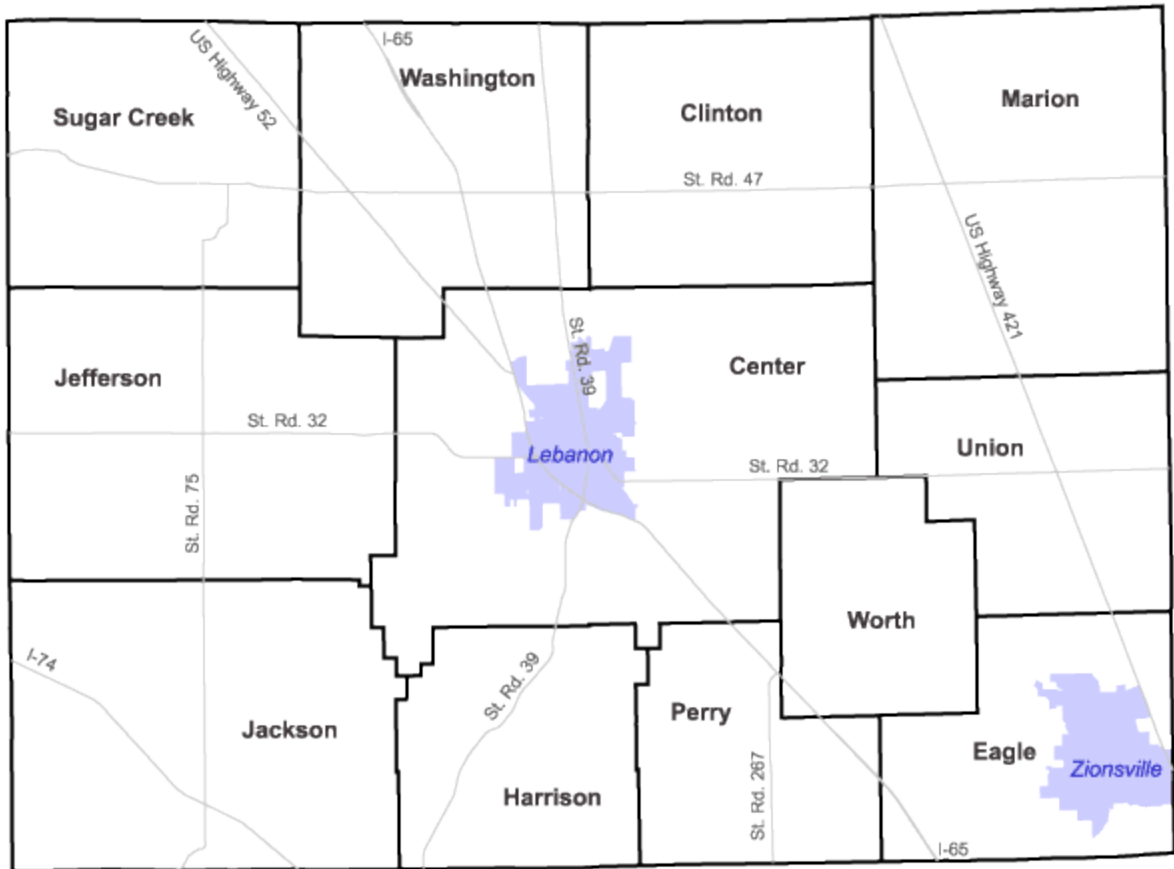 I-65
US Highway 52
Washington
Sugar Creek
Clinton
Marion
St. Rd. 47
US Highway 421
St. Rd. 39
Jefferson
Center
St. Rd. 32
Lebanon
Union
St. Rd. 32
St. Rd. 75
Worth
I-74
St. Rd. 39
Jackson
Perry
Eagle
Zionsville
Harrison
St. Rd. 267
I-65